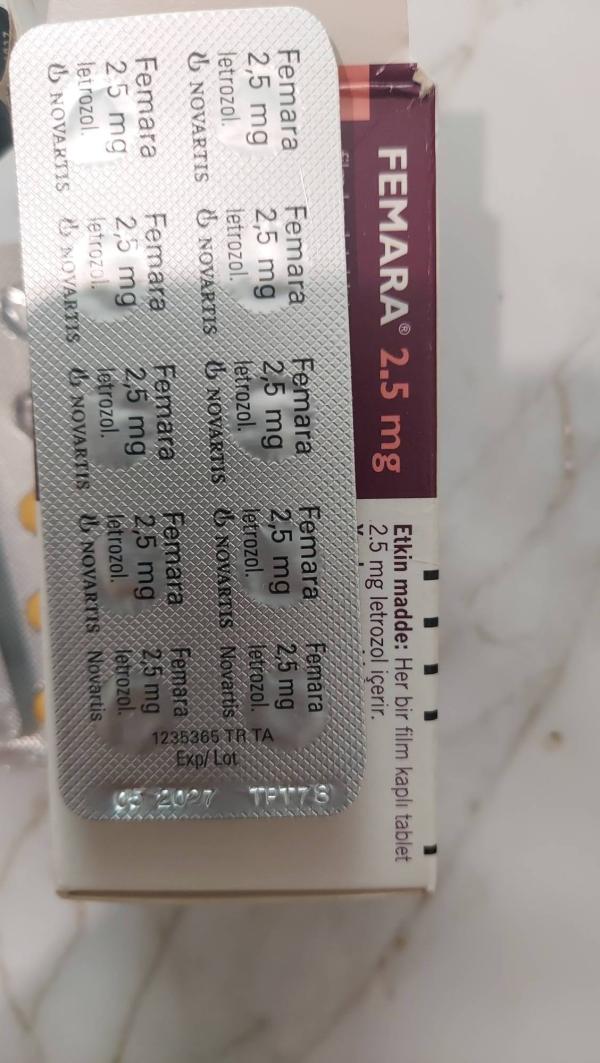 FEMARA® 2.5 mg
Etkin madde: Her bir film kaplı tablet
2.5 mg letrozol içerir.
Femara
2,5 mg
letrozol.
NOVARTIS
Femara
2,5 mg
letrozol.
NOVARTIS
Femara
2,5 mg
letrozol.
NOVARTIS
Femara
2,5 mg
letrozol.
NOVARTIS
Femara
2,5 mg
letrozol.
Novartis
Femara
2,5 mg
letrozol.
NOVARTIS
Femara
2,5 mg
letrozol.
NOVARTIS
Femara
2,5 mg
letrozol.
NOVARTIS
Femara
2,5 mg
letrozol.
NOVARTIS
Femara
2,5 mg
letrozol.
Novartis
1235365 TR TA
Exp/ Lot
05 2027